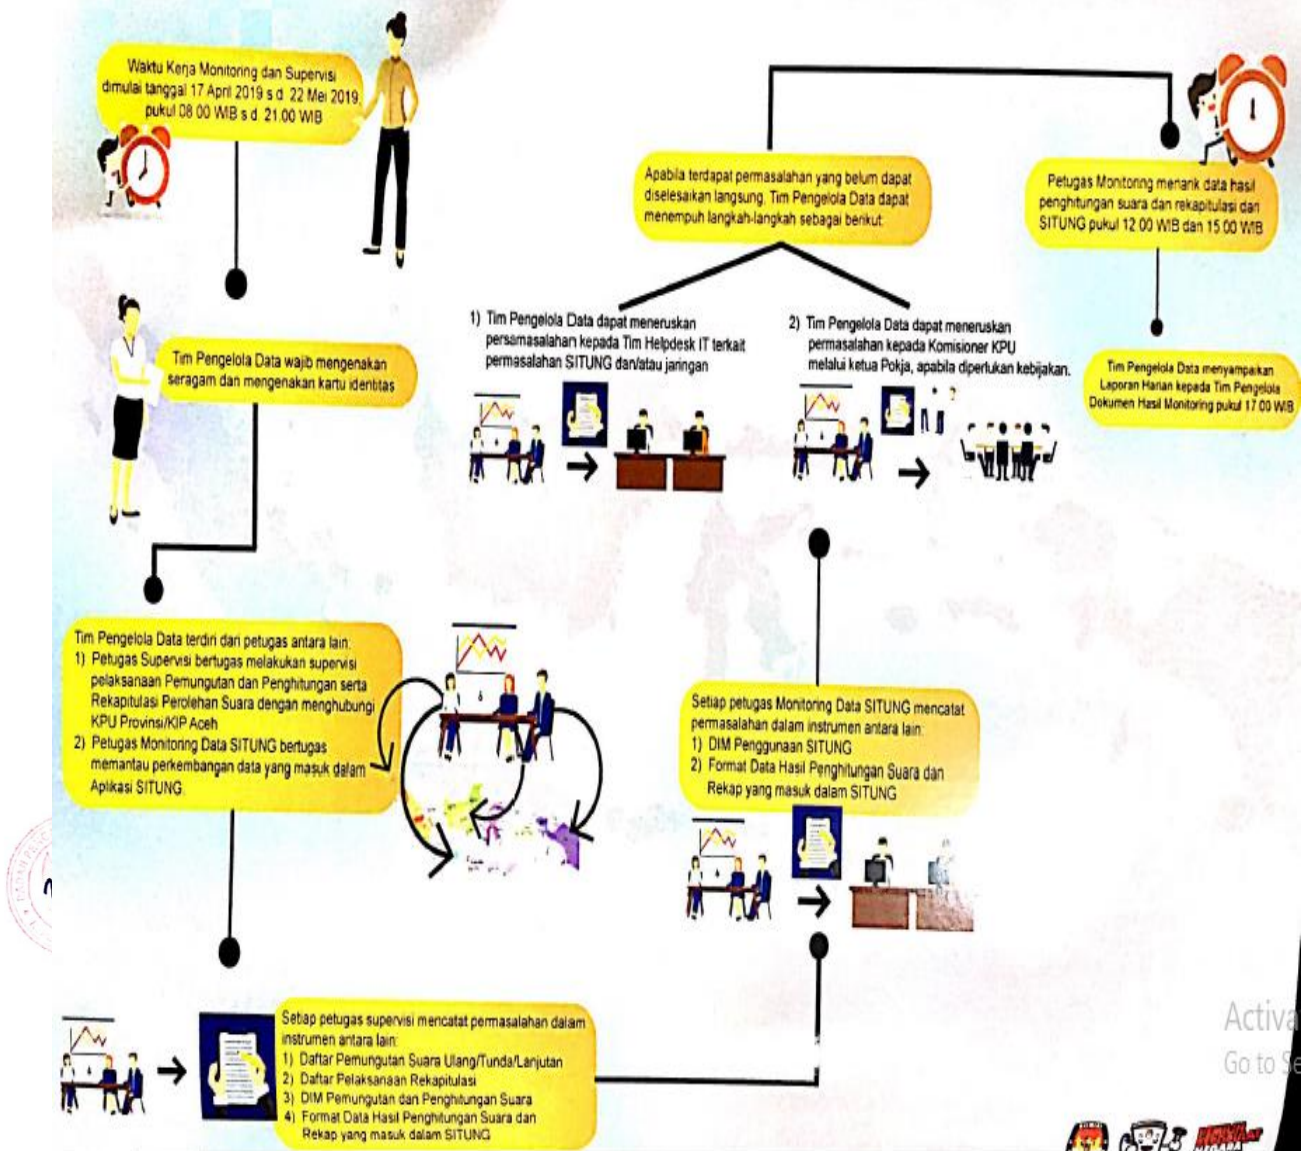 Waktu Kerja Monitoring dan Supervisi
dimulai tanggal 17 April 2019 s.d. 22 Mei 2019,
pukul 08.00 WIB s.d. 21.00 WIB
Tim Pengelola Data wajib mengenakan
seragam dan mengenakan kartu identitas
Tim Pengelola Data terdiri dari petugas antara lain:
1) Petugas Supervisi bertugas melakukan supervisi
pelaksanaan Pemungutan dan Penghitungan serta
Rekapitulasi Perolehan Suara dengan menghubungi
KPU Provinsi/KIP Aceh
2) Petugas Monitoring Data SITUNG bertugas
memantau perkembangan data yang masuk dalam
Aplikasi SITUNG.
Setiap petugas supervisi mencatat permasalahan dalam
instrumen antara lain:
1) Daftar Pemungutan Suara Ulang/Tunda/Lanjutan
2) Daftar Pelaksanaan Rekapitulasi
3) DIM Pemungutan dan Penghitungan Suara
4) Format Data Hasil Penghitungan Suara dan
Rekap yang masuk dalam SITUNG
Setiap petugas Monitoring Data SITUNG mencatat
permasalahan dalam instrumen antara lain:
1) DIM Penggunaan SITUNG
2) Format Data Hasil Penghitungan Suara dan
Rekap yang masuk dalam SITUNG
Apabila terdapat permasalahan yang belum dapat
diselesaikan langsung, Tim Pengelola Data dapat
menempuh langkah-langkah sebagai berikut:
1) Tim Pengelola Data dapat meneruskan
persamasalahan kepada Tim Helpdesk IT terkait
permasalahan SITUNG dan/atau jaringan
2) Tim Pengelola Data dapat meneruskan
permasalahan kepada Komisioner KPU
melalui ketua Pokja, apabila diperlukan kebijakan.
Petugas Monitoring menarik data hasil
penghitungan suara dan rekapitulasi dari
SITUNG pukul 12.00 WIB dan 15.00 WIB
Tim Pengelola Data menyampaikan
Laporan Harian kepada Tim Pengelola
Dokumen Hasil Monitoring pukul 17.00 WIB
Activa
Go to Se